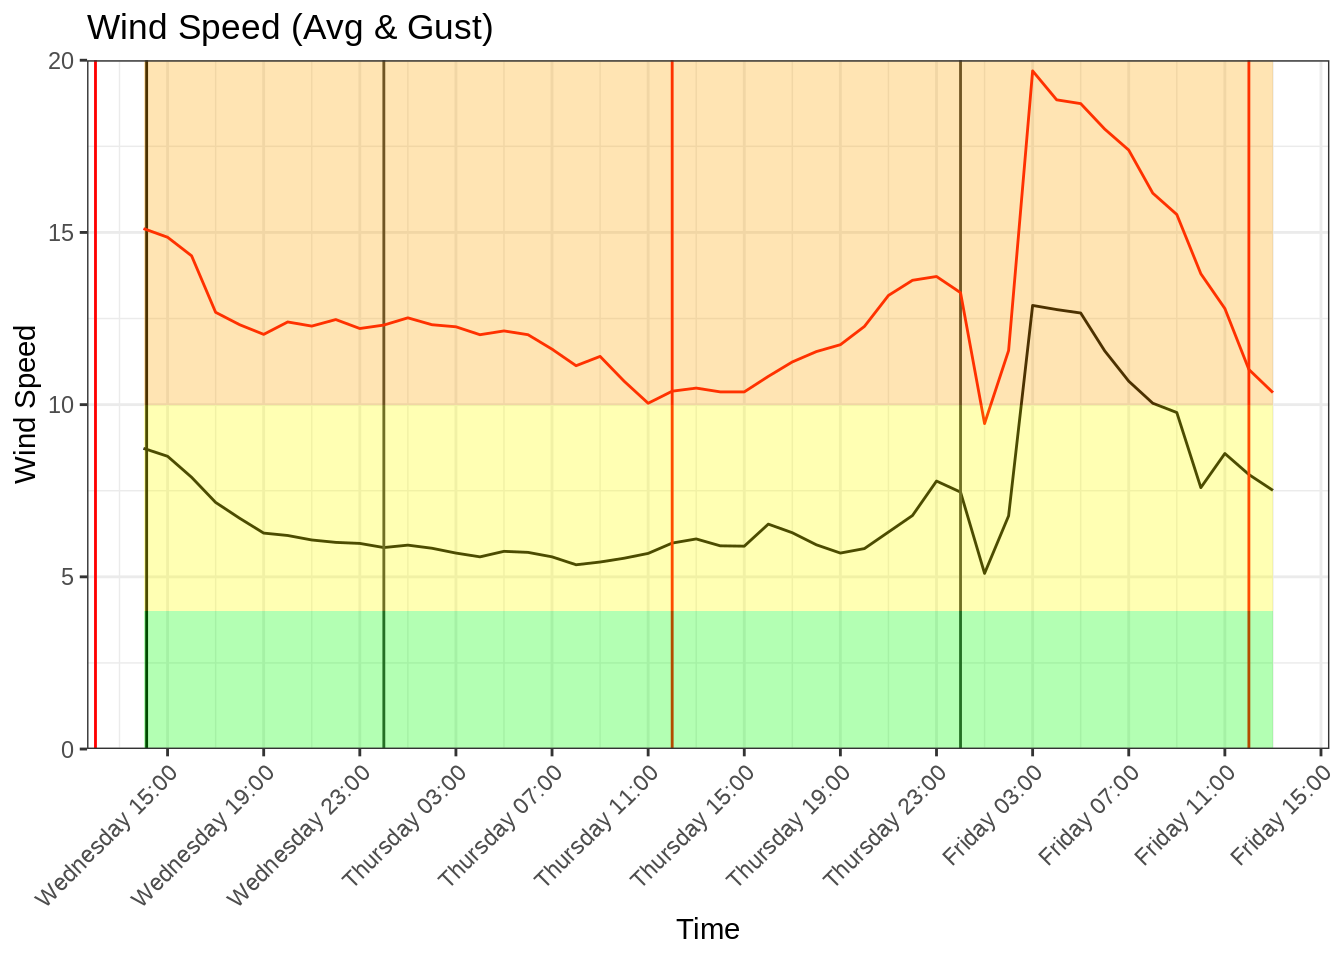 Wind Speed (Avg & Gust)
20
15
10
5
0
Wind Speed
Wednesday 15:00
Wednesday 19:00
Wednesday 23:00
Thursday 03:00
Thursday 07:00
Thursday 11:00
Thursday 15:00
Thursday 19:00
Thursday 23:00
Friday 03:00
Friday 07:00
Friday 11:00
Friday 15:00
Time